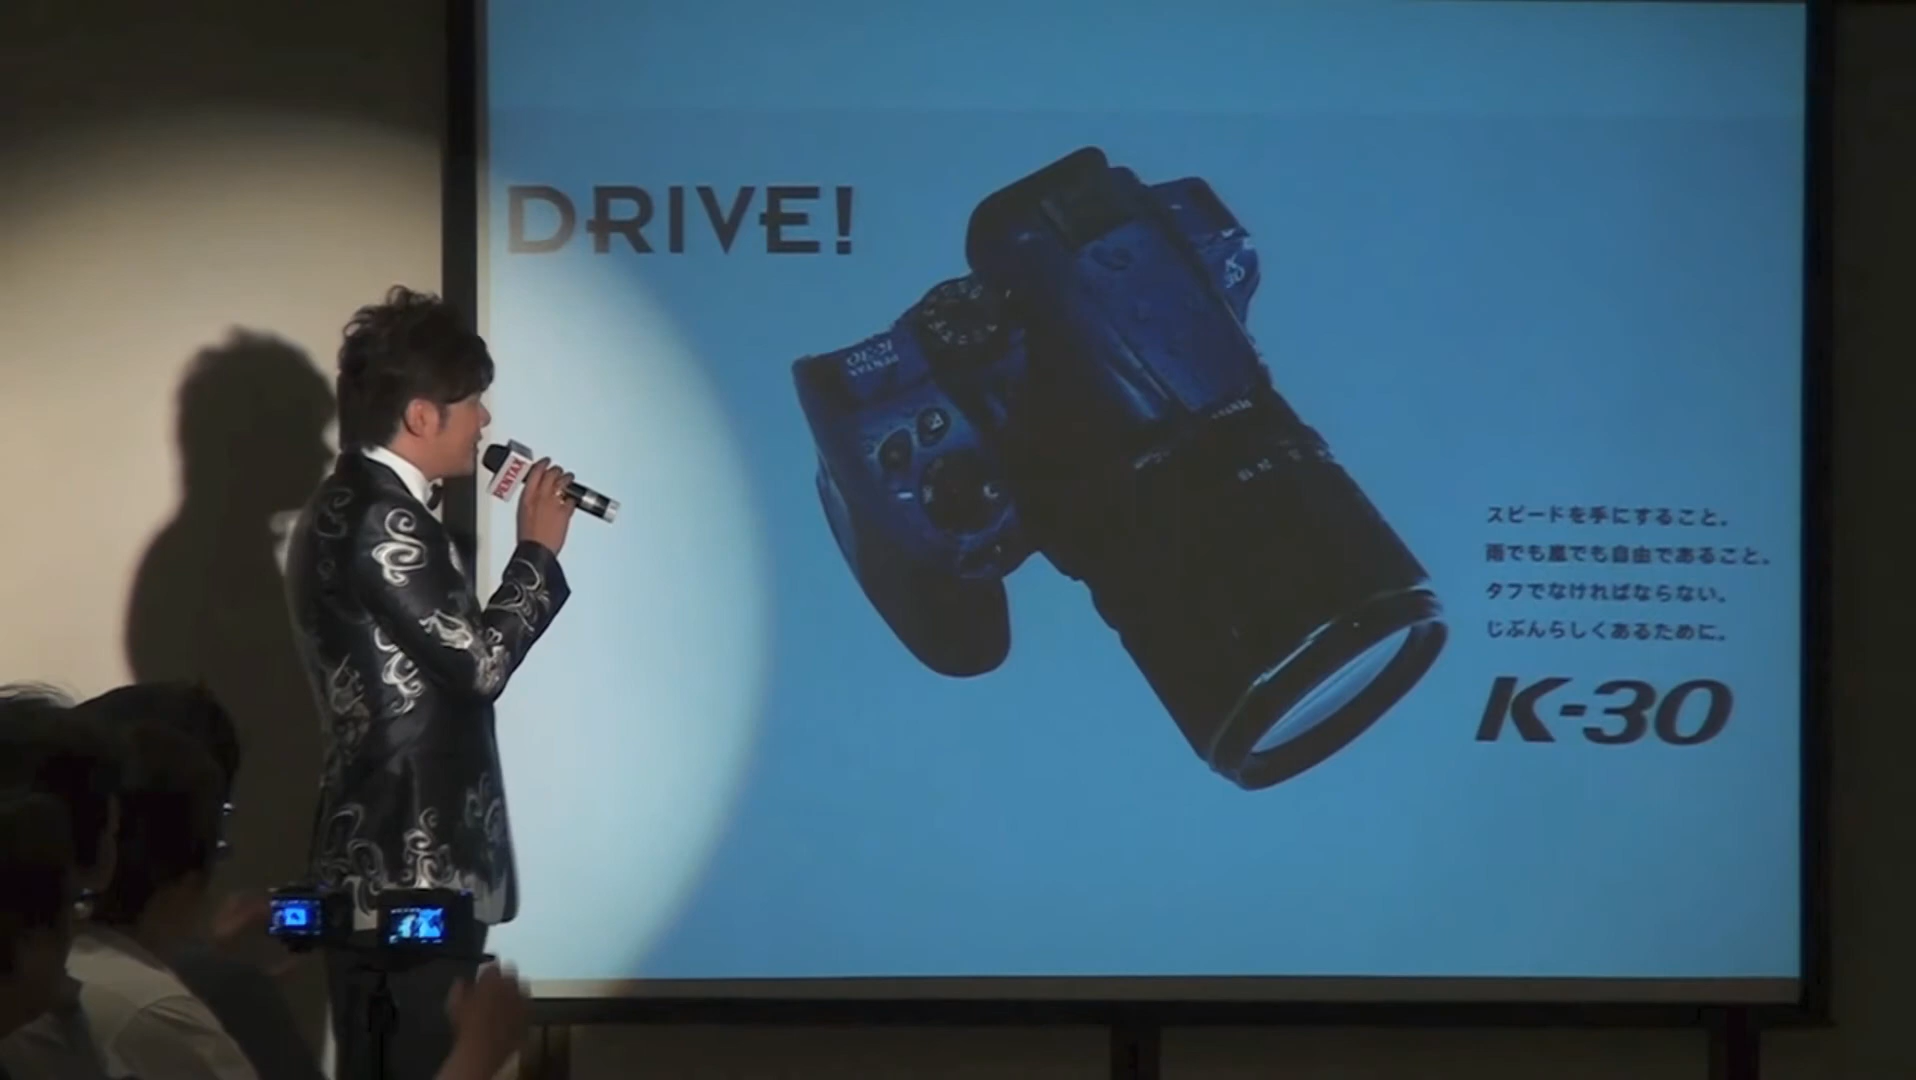 DRIVE!
PENTAX
K-30
PENTAX
スピードを手にすること。
雨でも嵐でも自由であること。
タフでなければならない。
じぶんらしくあるために。
K-30